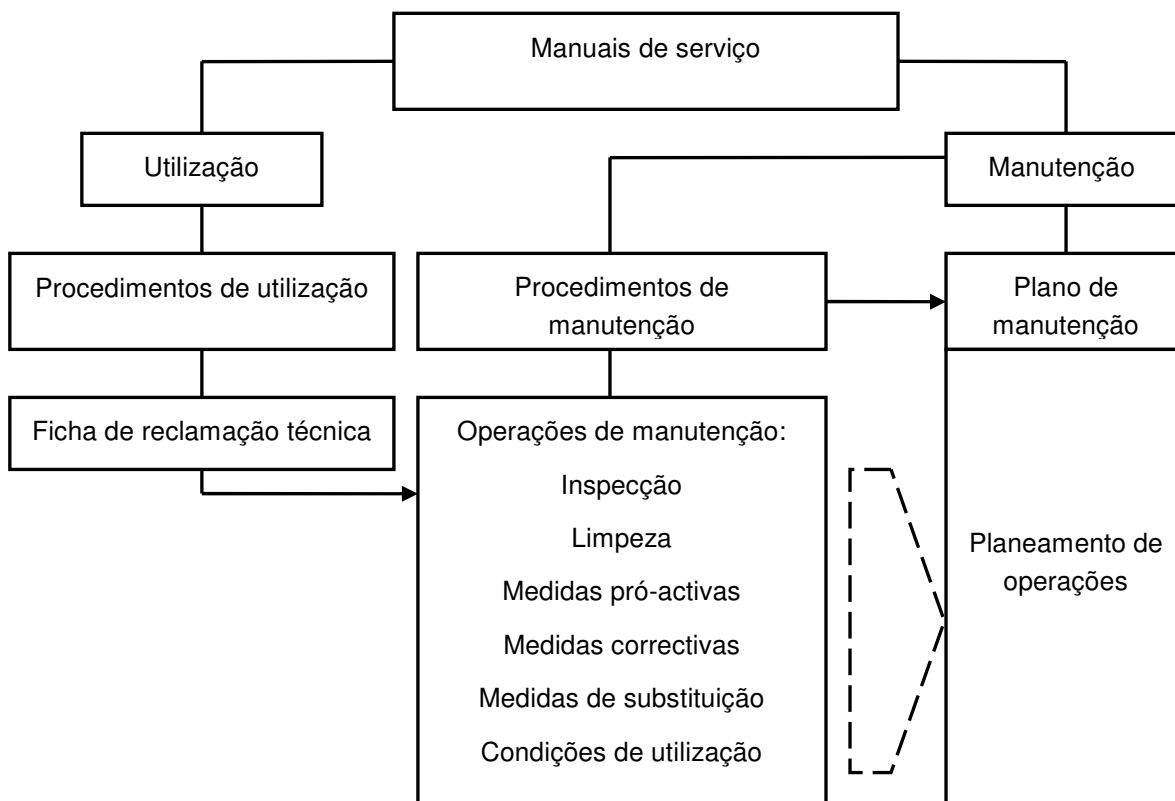 Manuais de serviço
Utilização
Manutenção
Procedimentos de utilização
Procedimentos de
manutenção
Plano de
manutenção
Ficha de reclamação técnica
Operações de manutenção:
Inspecção
Limpeza
Medidas pró-activas
Medidas correctivas
Medidas de substituição
Condições de utilização
Planeamento de
operações